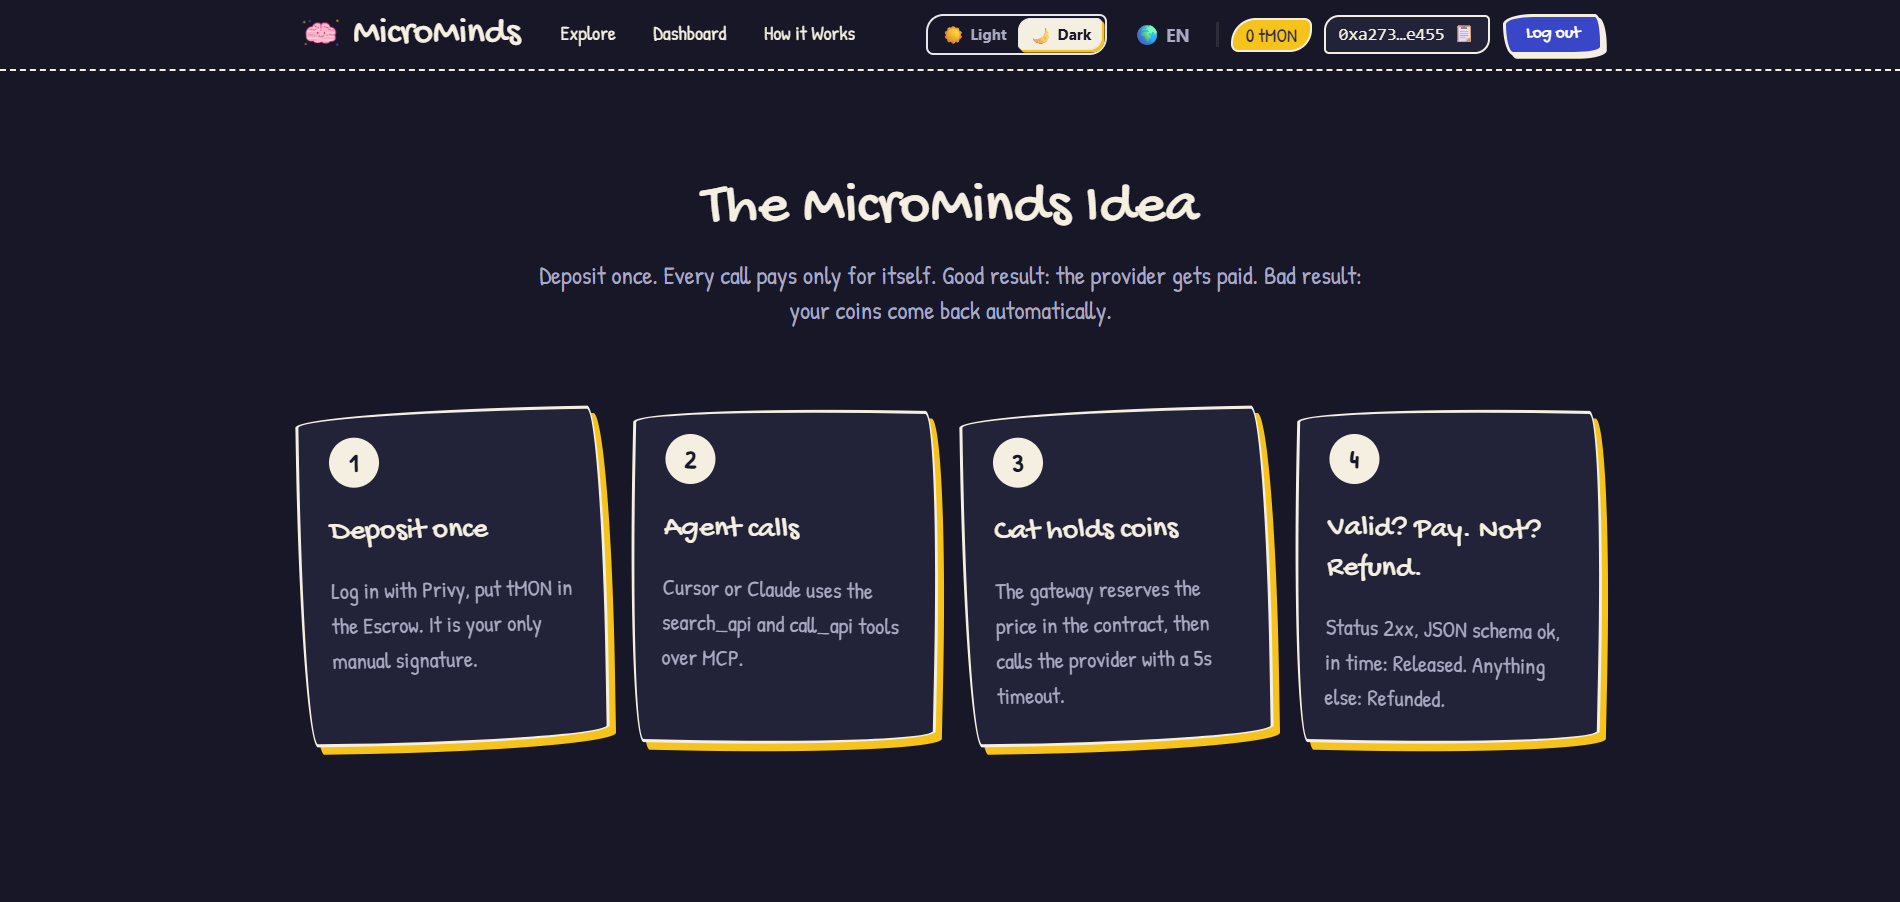 MicroMinds
Explore
Dashboard
How it Works
Light
Dark
EN
0 tMON
0xa273…e455
Log out
The MicroMinds Idea
Deposit once. Every call pays only for itself. Good result: the provider gets paid. Bad result:
your coins come back automatically.
1
Deposit once
Log in with Privy, put tMON in
the Escrow. It is your only
manual signature.
2
Agent calls
Cursor or Claude uses the
search_api and call_api tools
over MCP.
3
Cat holds coins
The gateway reserves the
price in the contract, then
calls the provider with a 5s
timeout.
4
Valid? Pay. Not?
Refund.
Status 2xx, JSON schema ok,
in time: Released. Anything
else: Refunded.